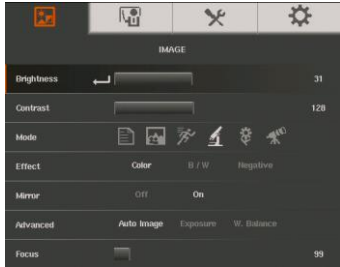 IMAGE
Brightness 31
Contrast 128
Mode
Effect Color B / W Negative
Mirror Off On
Advanced Auto Image Exposure W. Balance
Focus 99